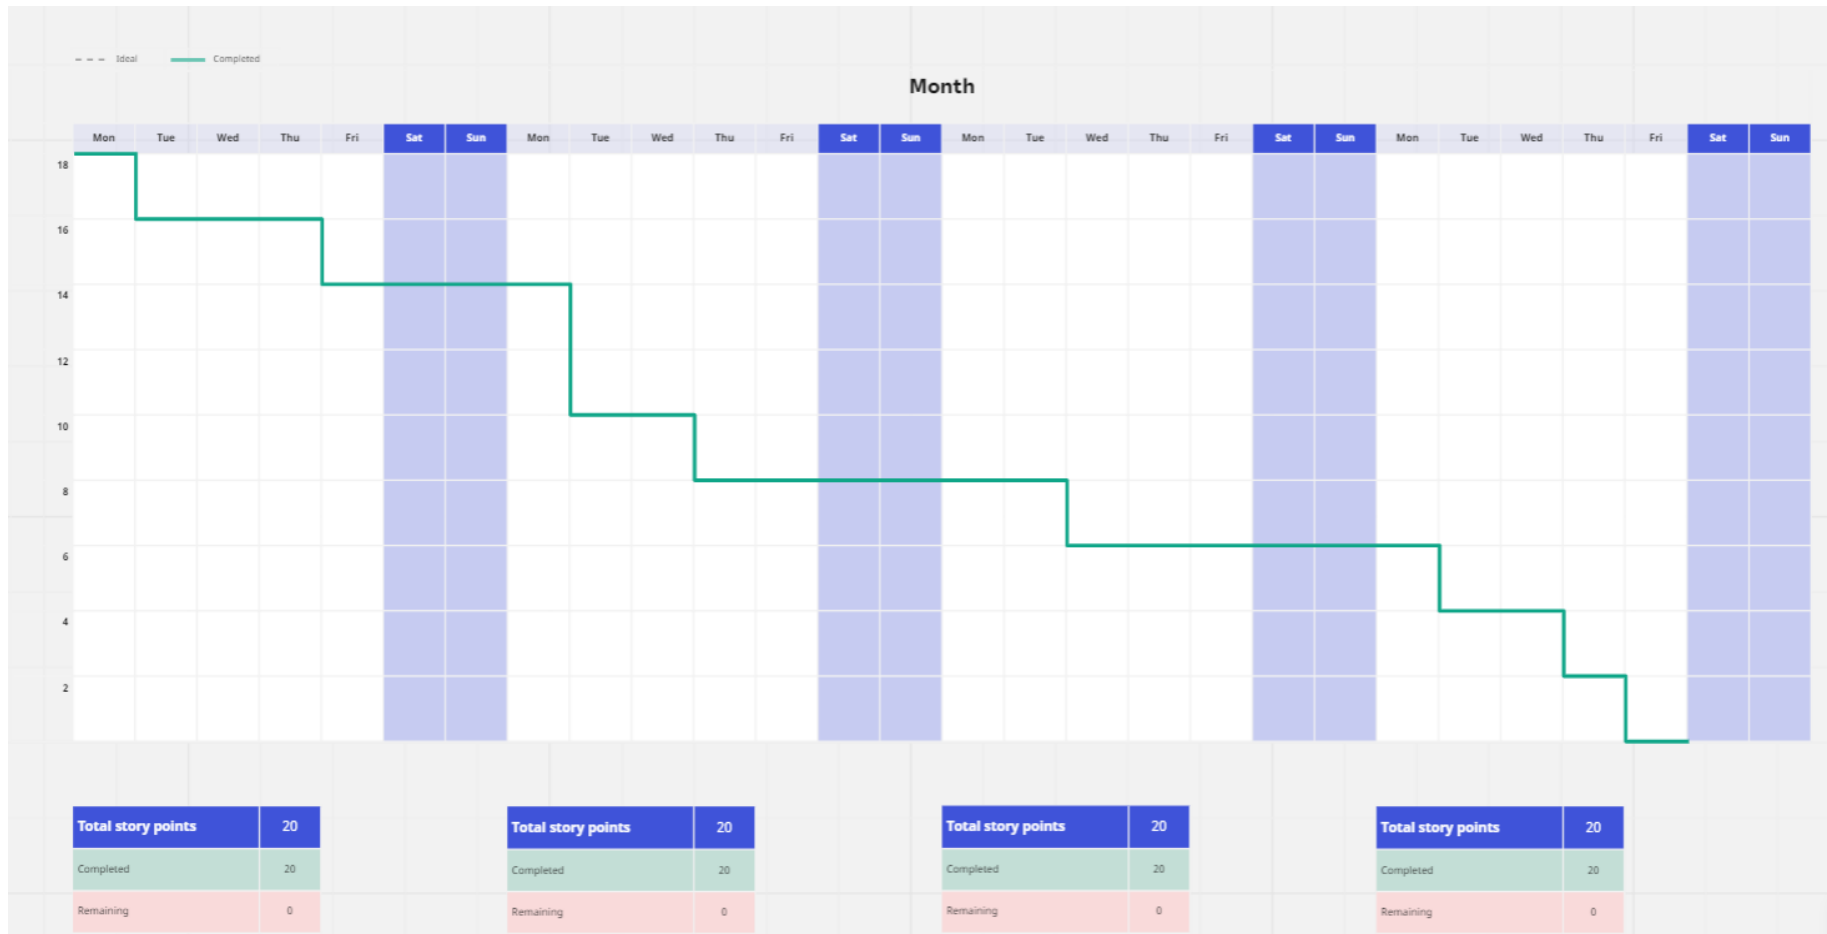 Ideal Completed
Month
Mon Tue Wed Thu Fri Sat Sun Mon Tue Wed Thu Fri Sat Sun Mon Tue Wed Thu Fri Sat Sun Mon Tue Wed Thu Fri Sat Sun
18
16
14
12
10
8
6
4
2
Total story points 20 Total story points 20 Total story points 20 Total story points 20
Completed 20 Completed 20 Completed 20 Completed 20
Remaining 0 Remaining 0 Remaining 0 Remaining 0